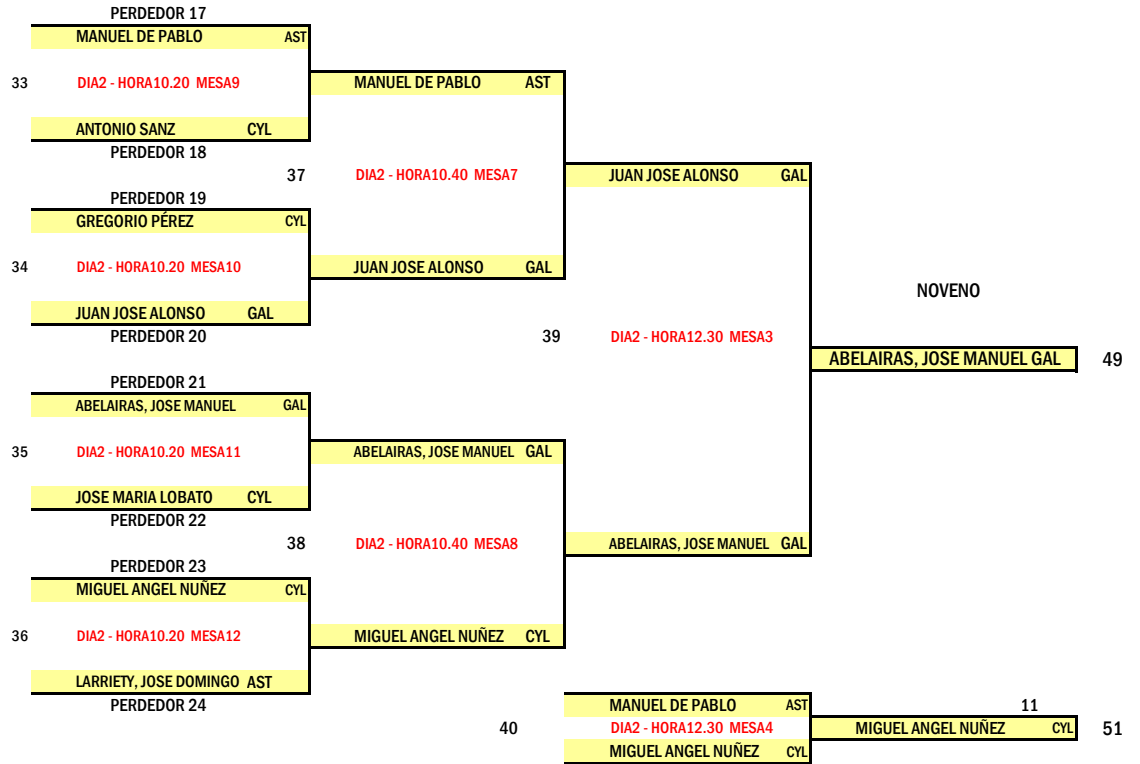 PERDEDOR 17
MANUEL DE PABLO AST
33 DIA2 - HORA10.20 MESA9 MANUEL DE PABLO AST
ANTONIO SANZ CYL
PERDEDOR 18
37 DIA2 - HORA10.40 MESA7 JUAN JOSE ALONSO GAL
PERDEDOR 19
GREGORIO PÉREZ CYL
34 DIA2 - HORA10.20 MESA10 JUAN JOSE ALONSO GAL
NOVENO
JUAN JOSE ALONSO GAL
PERDEDOR 20
39 DIA2 - HORA12.30 MESA3
ABELAIRAS, JOSE MANUEL GAL 49
PERDEDOR 21
ABELAIRAS, JOSE MANUEL GAL
35 DIA2 - HORA10.20 MESA11 ABELAIRAS, JOSE MANUEL GAL
JOSE MARIA LOBATO CYL
PERDEDOR 22
38 DIA2 - HORA10.40 MESA8 ABELAIRAS, JOSE MANUEL GAL
PERDEDOR 23
MIGUEL ANGEL NUÑEZ CYL
36 DIA2 - HORA10.20 MESA12 MIGUEL ANGEL NUÑEZ CYL
LARRIETY, JOSE DOMINGO AST
PERDEDOR 24
MANUEL DE PABLO AST 11
40 DIA2 - HORA12.30 MESA4 MIGUEL ANGEL NUÑEZ CYL 51
MIGUEL ANGEL NUÑEZ CYL